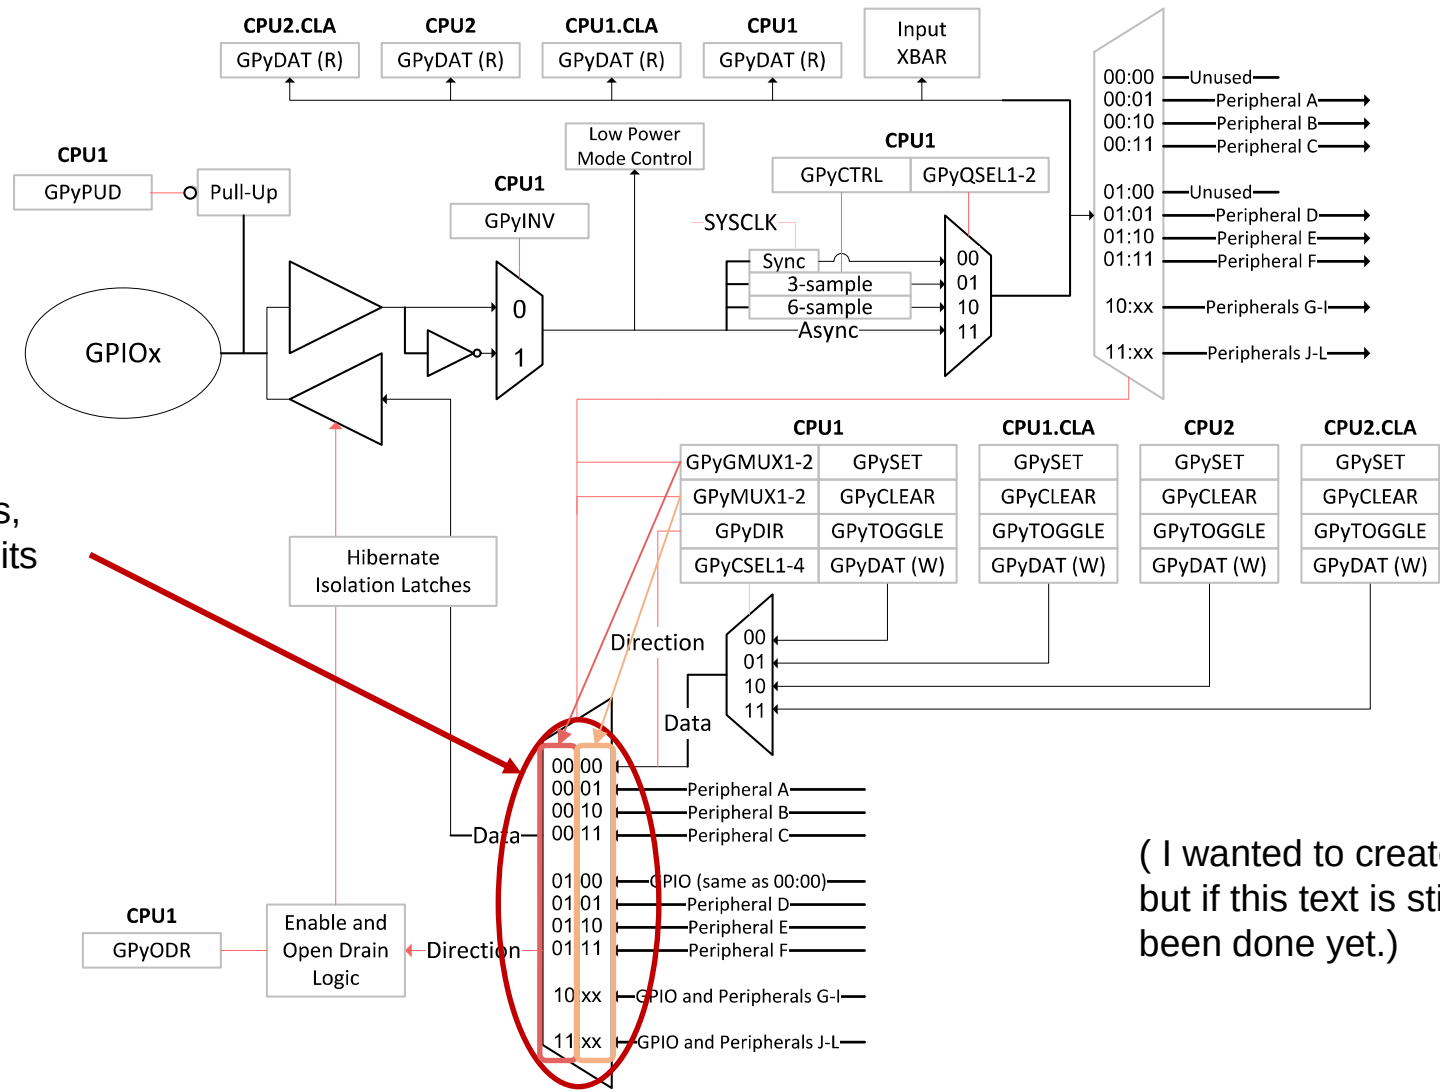 CPU2.CLA
GPyDAT (R)
CPU2
GPyDAT (R)
CPU1.CLA
GPyDAT (R)
CPU1
GPyDAT (R)
Input
XBAR
00:00 Unused
00:01 Peripheral A
00:10 Peripheral B
00:11 Peripheral C
01:00 Unused
01:01 Peripheral D
01:10 Peripheral E
01:11 Peripheral F
10:xx Peripherals G-I
11:xx Peripherals J-L
Low Power
Mode Control
CPU1
GPyCTRL GPyQSEL1-2
CPU1
GPyPUD
Pull-Up
CPU1
GPyINV
SYSCLK
Sync
3-sample
6-sample
Async
00
01
10
11
0
1
GPIOx
CPU1
GPyGMUX1-2 GPySET
GPyMUX1-2 GPyCLEAR
GPyDIR GPyTOGGLE
GPyCSEL1-4 GPyDAT (W)
CPU1.CLA
GPySET
GPyCLEAR
GPyTOGGLE
GPyDAT (W)
CPU2
GPySET
GPyCLEAR
GPyTOGGLE
GPyDAT (W)
CPU2.CLA
GPySET
GPyCLEAR
GPyTOGGLE
GPyDAT (W)
s,
its
Hibernate
Isolation Latches
Direction
00
01
10
11
Data
00:00
00:01 Peripheral A
00:10 Peripheral B
00:11 Peripheral C
Data
01:00 GPIO (same as 00:00)
01:01 Peripheral D
01:10 Peripheral E
01:11 Peripheral F
10:xx GPIO and Peripherals G-I
11:xx GPIO and Peripherals J-L
CPU1
GPyODR
Enable and
Open Drain
Logic
Direction
( I wanted to create
but if this text is sti
been done yet.)